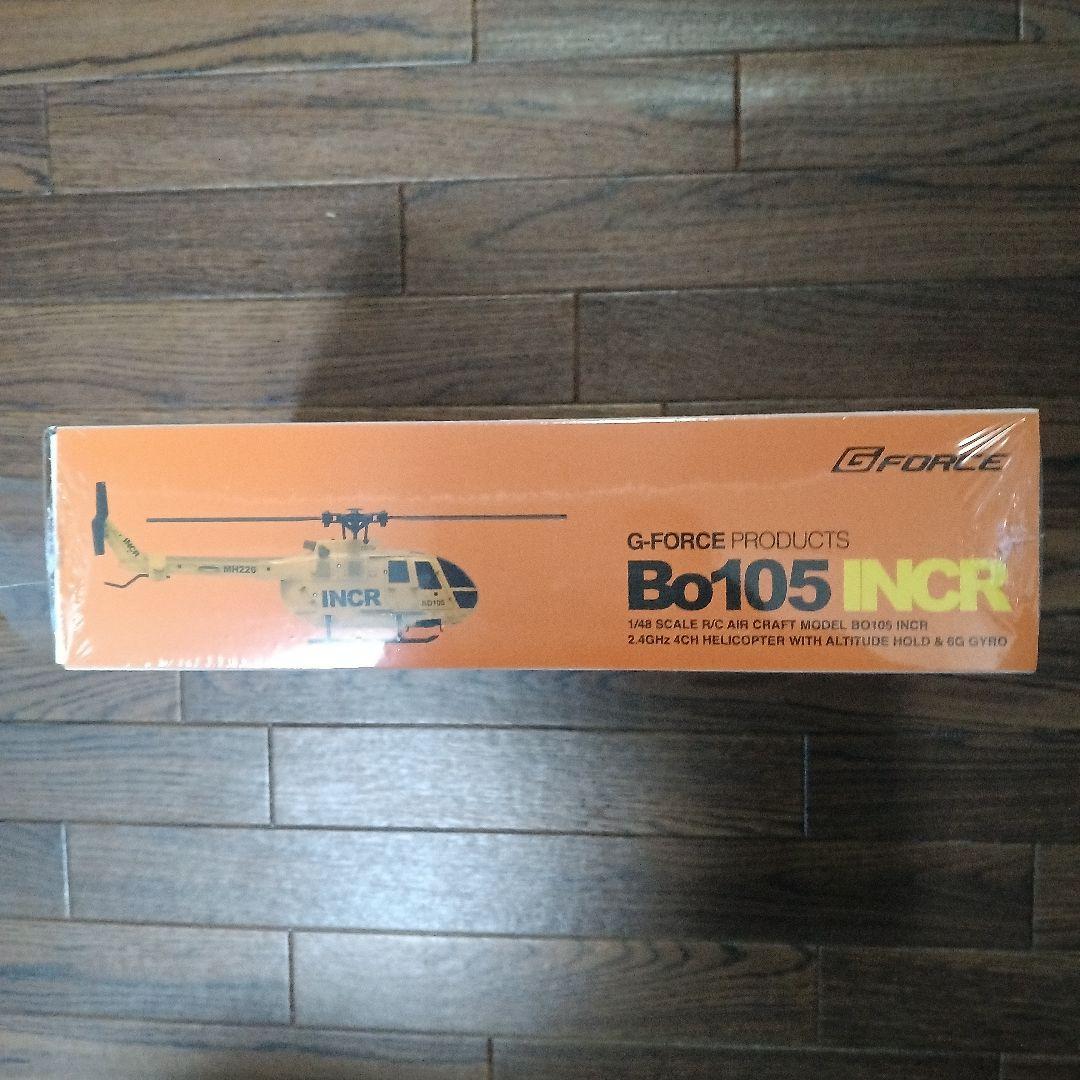 G FORCE
G-FORCE PRODUCTS
Bo105 INCR
1/48 SCALE R/C AIR CRAFT MODEL BO105 INCR
2.4GHz 4CH HELICOPTER WITH ALTITUDE HOLD & 6G GYRO
INCR
MH226
INCR
BO105